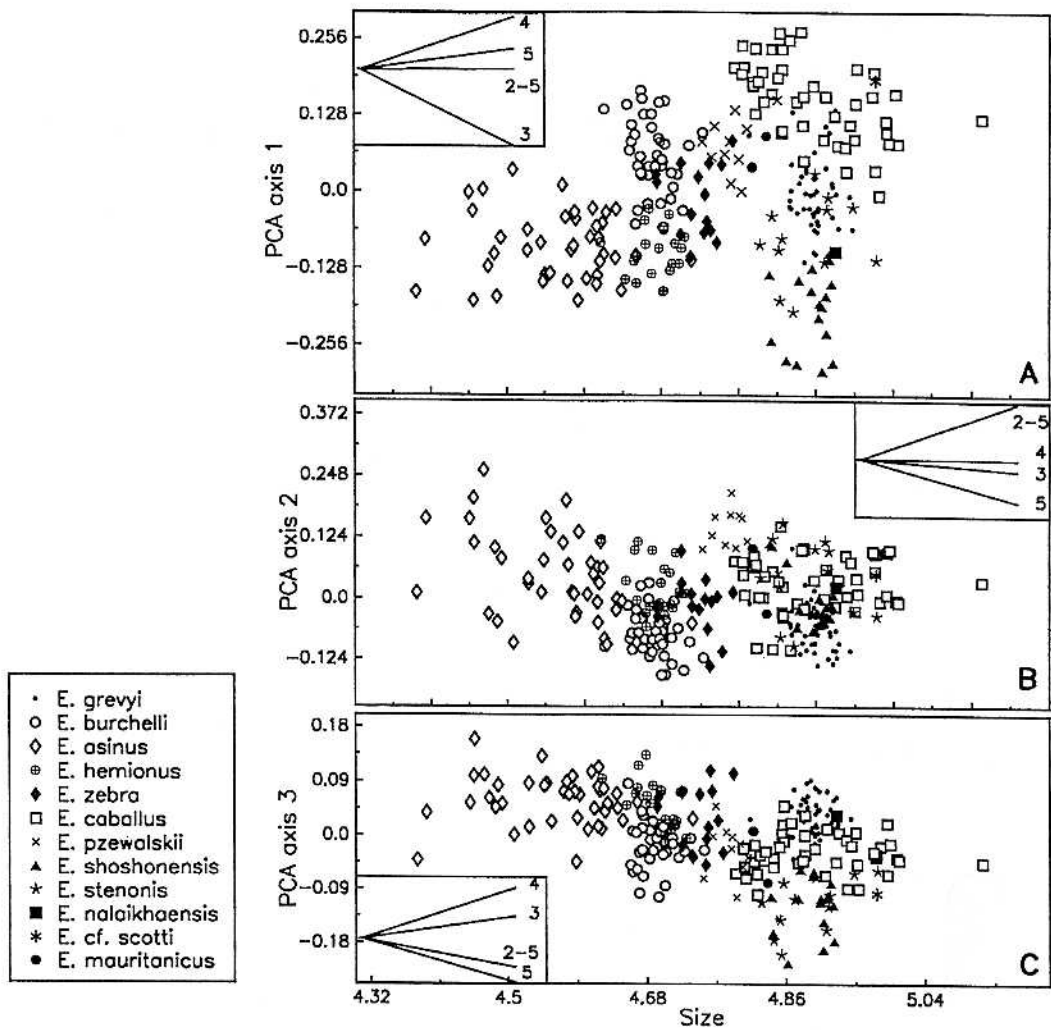 0.256
0.128
0.0
−0.128
−0.256
PCA axis 1
4
5
2−5
3
A
0.372
0.248
0.124
0.0
−0.124
PCA axis 2
2−5
4
3
5
B
0.18
0.09
0.0
−0.09
−0.18
PCA axis 3
4
3
2−5
5
C
4.32
4.5
4.68
4.86
5.04
Size
E. grevyi
E. burchelli
E. asinus
E. hemionus
E. zebra
E. caballus
E. pzewalskii
E. shoshonensis
E. stenonis
E. nalaikhaensis
E. cf. scotti
E. mauritanicus